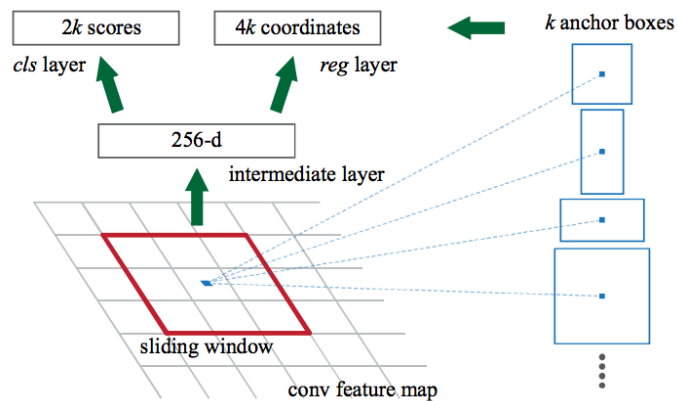 2k scores
4k coordinates
k anchor boxes
cls layer
reg layer
256-d
intermediate layer
sliding window
conv feature map